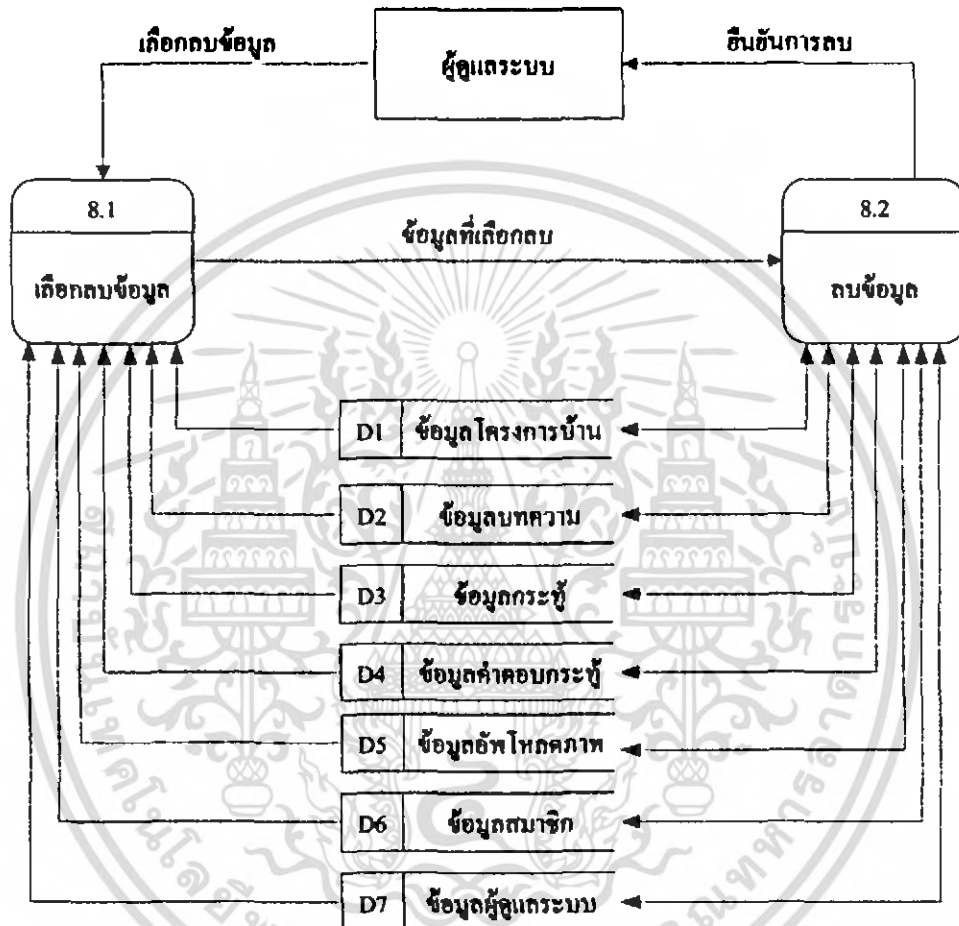 เลือกลบข้อมูล
ผู้ดูแลระบบ
ยืนยันการลบ
8.1
เลือกลบข้อมูล
ข้อมูลที่เลือกลบ
8.2
ลบข้อมูล
D1 ข้อมูลโครงการบ้าน
D2 ข้อมูลบทความ
D3 ข้อมูลกระทู้
D4 ข้อมูลคำตอบกระทู้
D5 ข้อมูลอัพโหลดภาพ
D6 ข้อมูลสมาชิก
D7 ข้อมูลผู้ดูแลระบบ